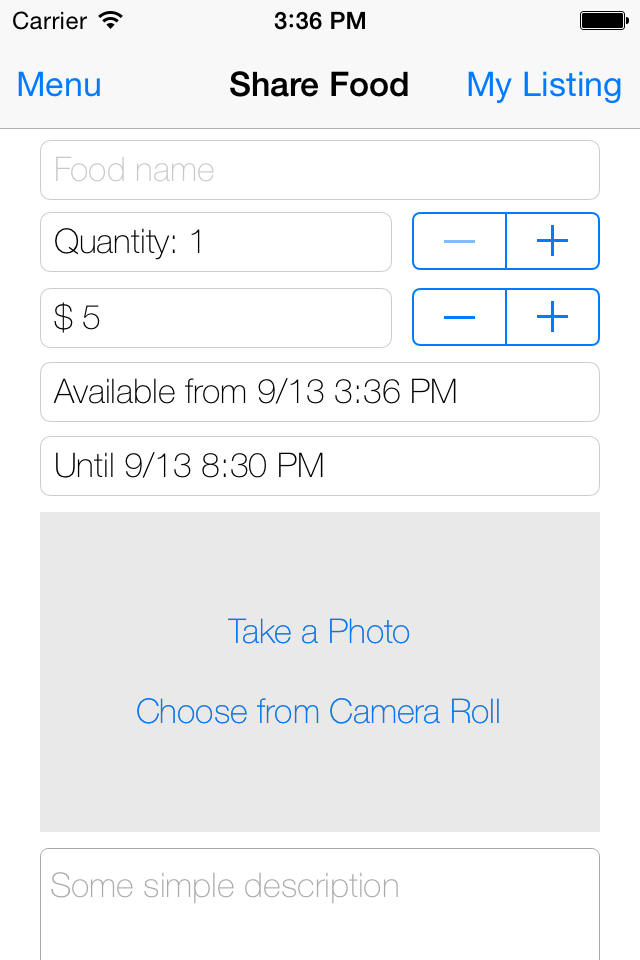 Carrier 3:36 PM
Menu Share Food My Listing
Food name
Quantity: 1
$ 5
Available from 9/13 3:36 PM
Until 9/13 8:30 PM
Take a Photo
Choose from Camera Roll
Some simple description